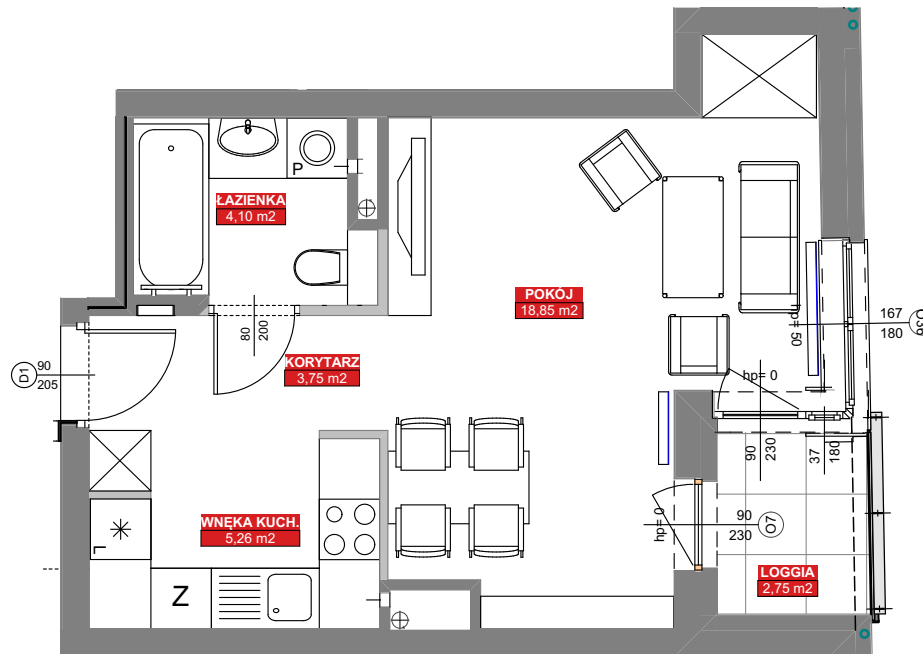 P
ŁAZIENKA
4,10 m2
POKÓJ
18,85 m2
hp= 50
167
180
O36
D1
90
205
80
200
KORYTARZ
3,75 m2
hp= 0
90
230
37
180
WNĘKA KUCH.
5,26 m2
L
Z
hp= 0
90
230
O7
LOGGIA
2,75 m2